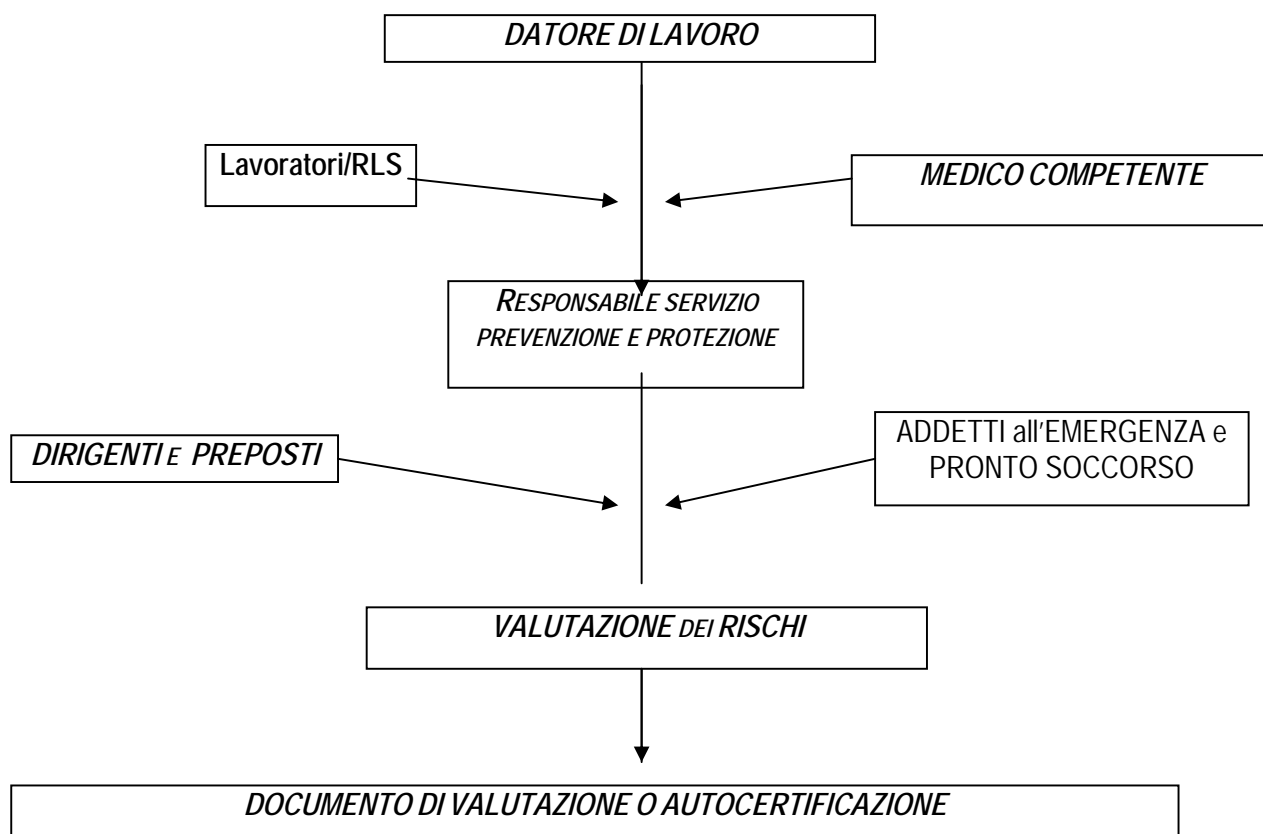 DATORE DI LAVORO
Lavoratori/RLS
MEDICO COMPETENTE
RESPONSABILE SERVIZIO
PREVENZIONE E PROTEZIONE
DIRIGENTI E PREPOSTI
ADDETTI all'EMERGENZA e
PRONTO SOCCORSO
VALUTAZIONE DEI RISCHI
DOCUMENTO DI VALUTAZIONE O AUTOCERTIFICAZIONE